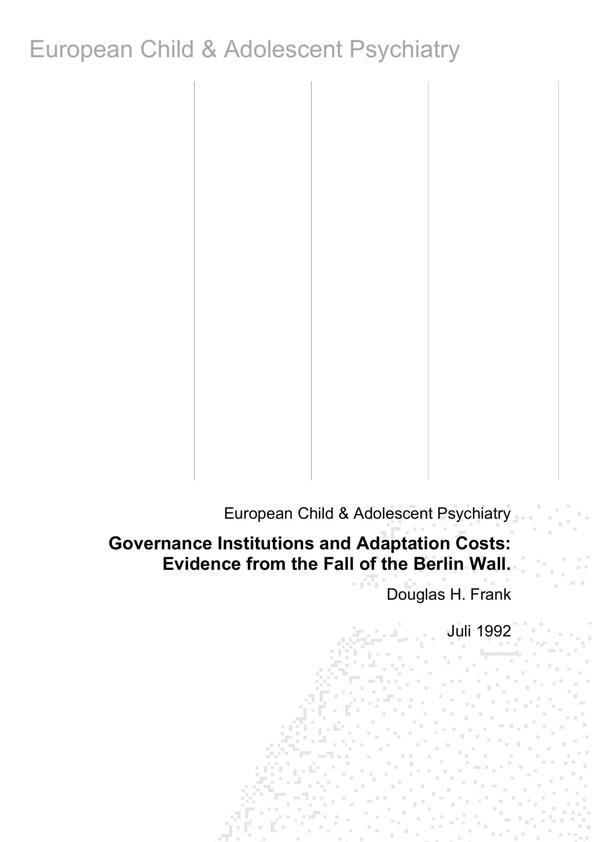 European Child & Adolescent Psychiatry
European Child & Adolescent Psychiatry
Governance Institutions and Adaptation Costs:
Evidence from the Fall of the Berlin Wall.
Douglas H. Frank
Juli 1992